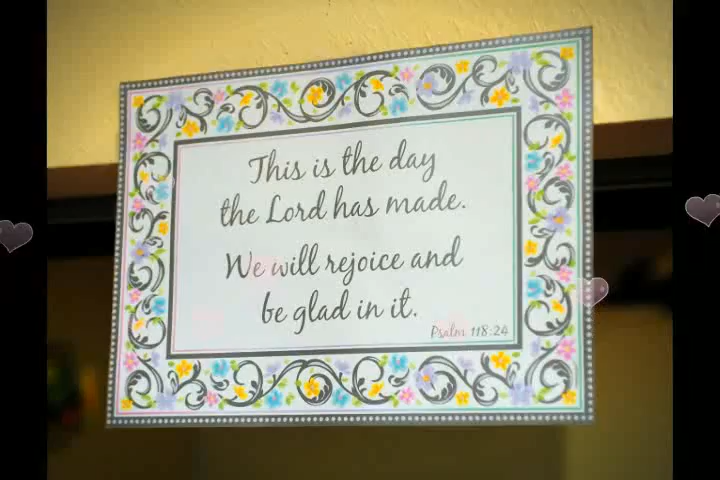 This is the day
the Lord has made.
We will rejoice and
be glad in it.
Psalm 118:24